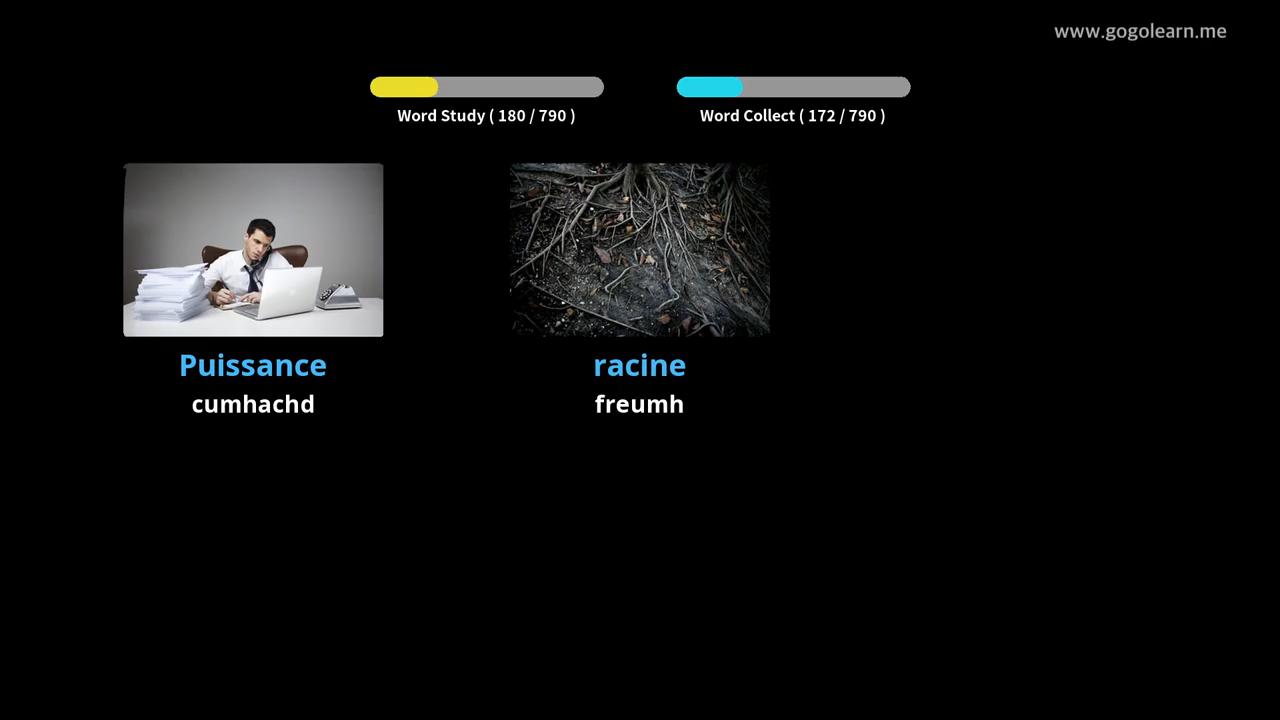 www.gogolearn.me
Word Study ( 180 / 790 )
Word Collect ( 172 / 790 )
Puissance
cumhachd
racine
freumh